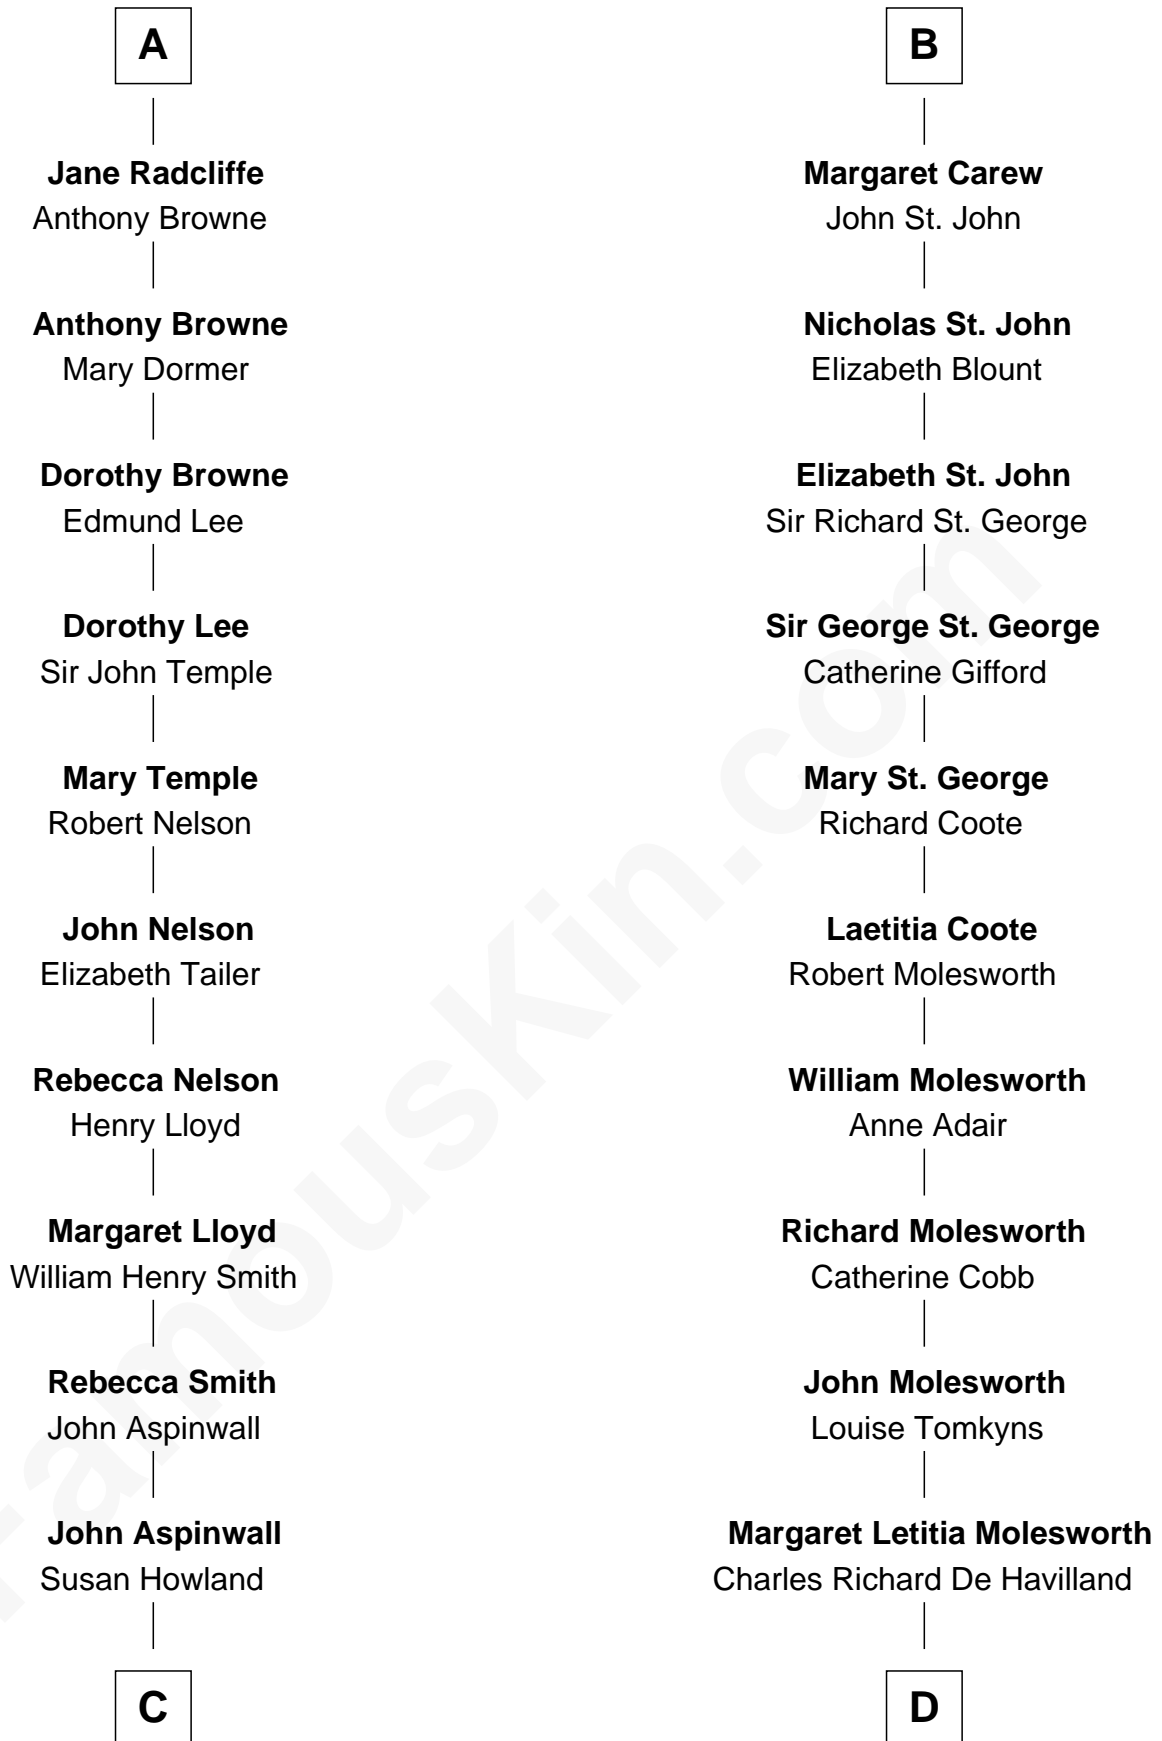 A
Jane Radcliffe
Anthony Browne
Anthony Browne
Mary Dormer
Dorothy Browne
Edmund Lee
Dorothy Lee
Sir John Temple
Mary Temple
Robert Nelson
John Nelson
Elizabeth Tailer
Rebecca Nelson
Henry Lloyd
Margaret Lloyd
William Henry Smith
Rebecca Smith
John Aspinwall
John Aspinwall
Susan Howland
C
B
Margaret Carew
John St. John
Nicholas St. John
Elizabeth Blount
Elizabeth St. John
Sir Richard St. George
Sir George St. George
Catherine Gifford
Mary St. George
Richard Coote
Laetitia Coote
Robert Molesworth
William Molesworth
Anne Adair
Richard Molesworth
Catherine Cobb
John Molesworth
Louise Tomkyns
Margaret Letitia Molesworth
Charles Richard De Havilland
D
FamousKin.com